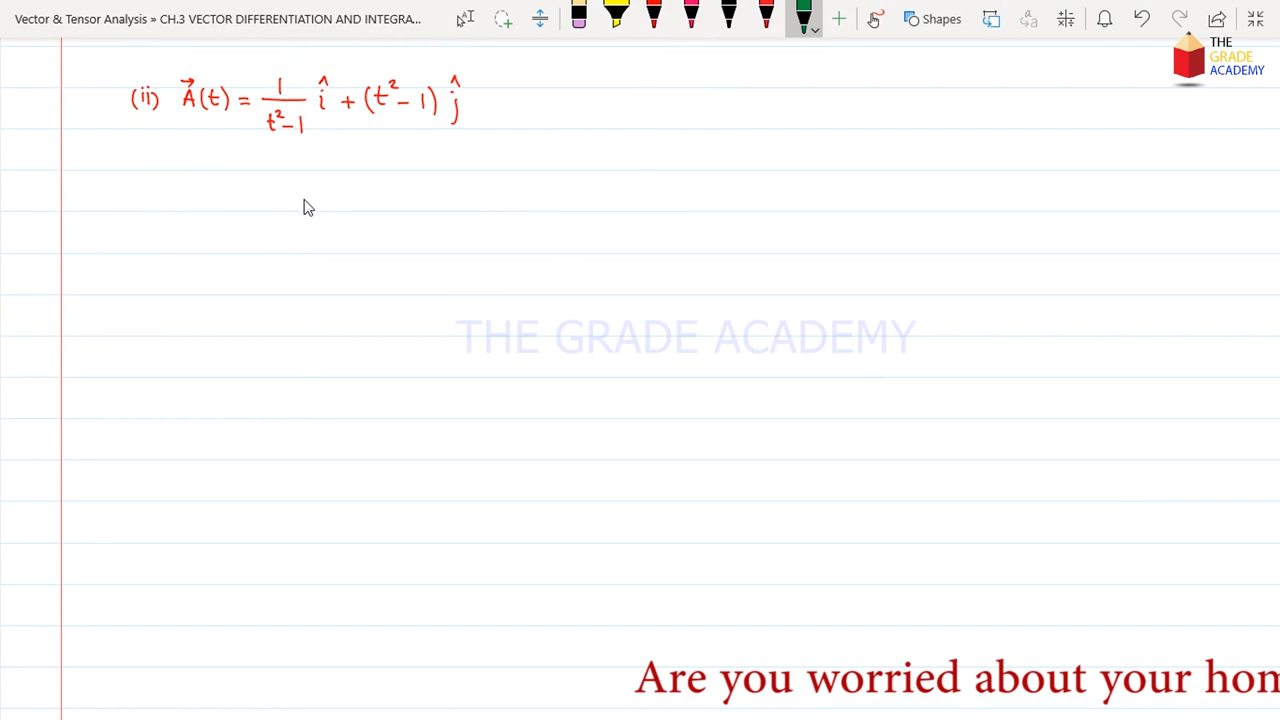 Vector & Tensor Analysis » CH.3 VECTOR DIFFERENTIATION AND INTEGRA...
Shapes
THE
GRADE
ACADEMY
(ii) A⃗(t) = 1/(t²-1) î + (t²-1) ĵ
THE GRADE ACADEMY
Are you worried about your hom